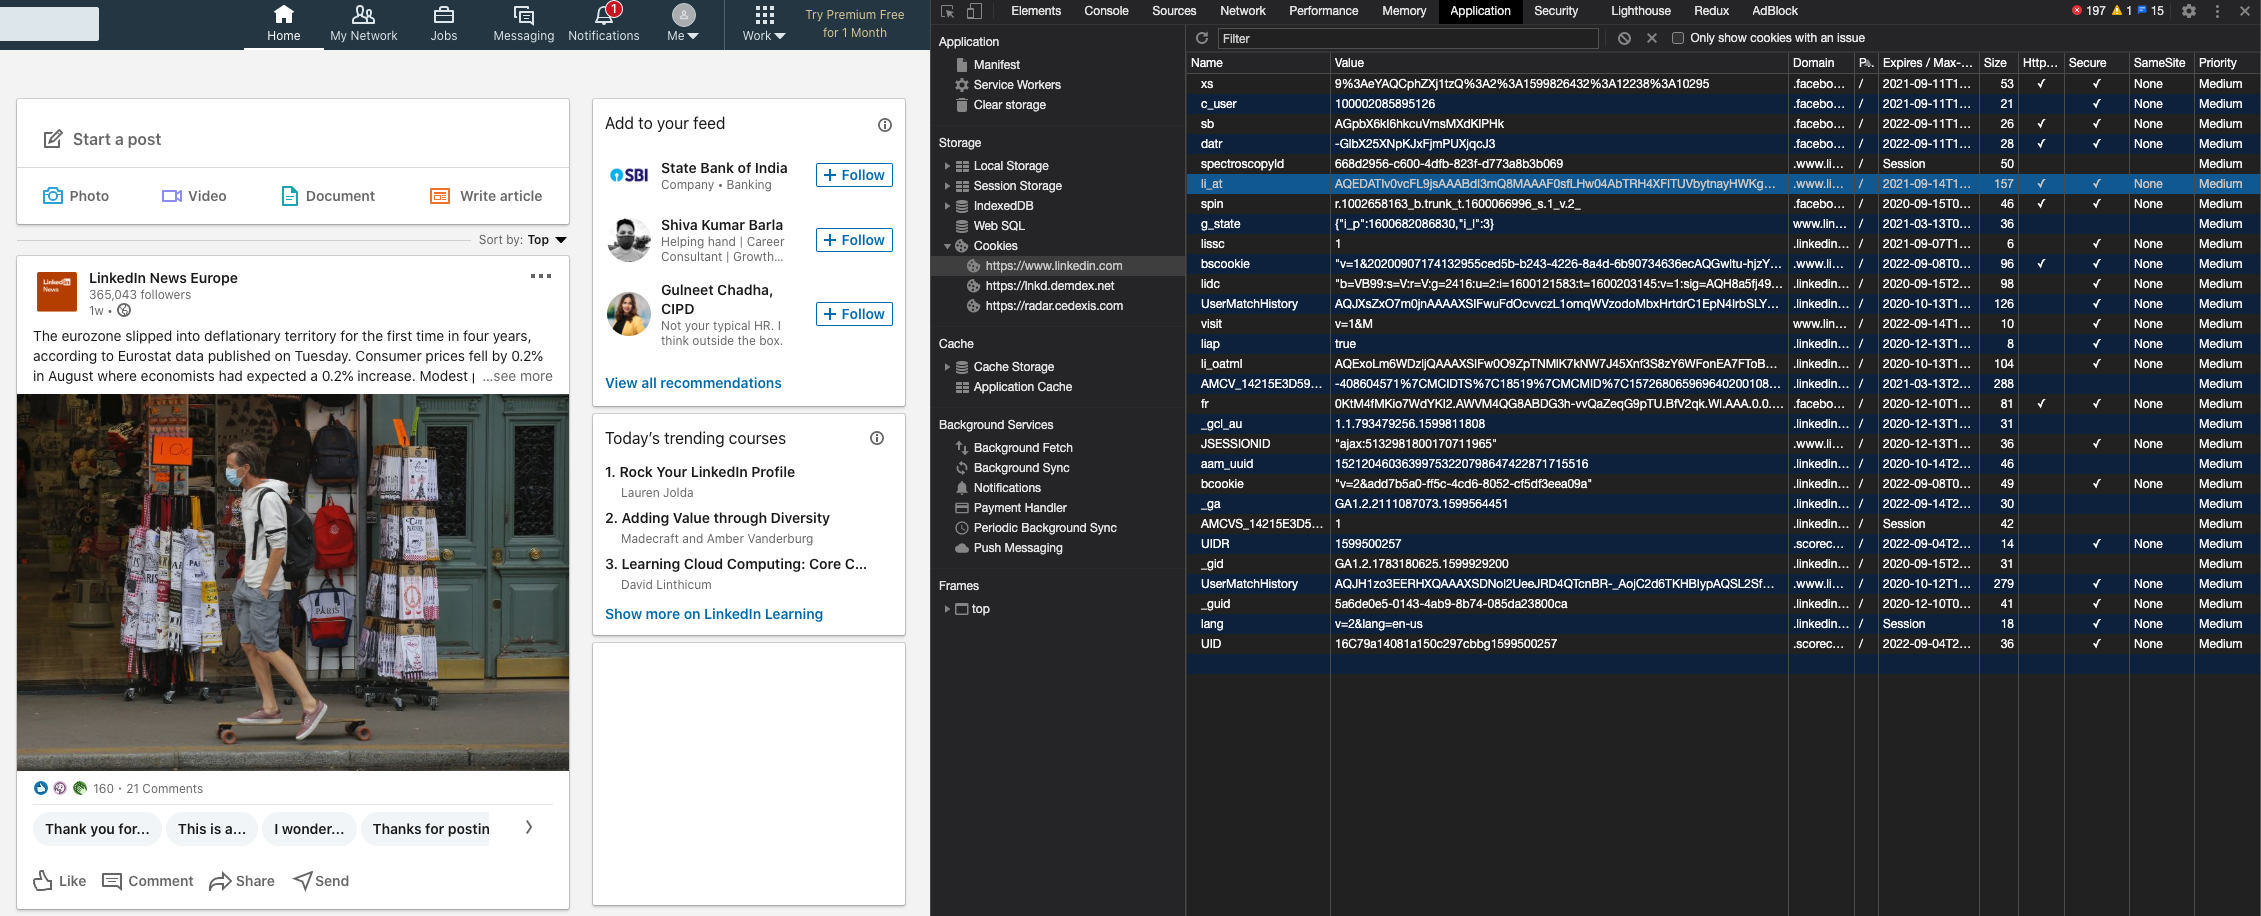 Home
My Network
Jobs
Messaging
1
Notifications
Me
Work
Try Premium Free
for 1 Month
Start a post
Photo
Video
Document
Write article
Sort by: Top
LinkedIn
News
LinkedIn News Europe
365,043 followers
1w •
The eurozone slipped into deflationary territory for the first time in four years,
according to Eurostat data published on Tuesday. Consumer prices fell by 0.2%
in August where economists had expected a 0.2% increase. Modest
...see more
PARIS
160 • 21 Comments
Thank you for...
This is a...
I wonder...
Thanks for postin
Like
Comment
Share
Send
Add to your feed
SBI
State Bank of India
Company • Banking
+ Follow
Shiva Kumar Barla
Helping hand | Career
Consultant | Growth...
+ Follow
Gulneet Chadha,
CIPD
Not your typical HR. I
think outside the box.
+ Follow
View all recommendations
Today's trending courses
1. Rock Your LinkedIn Profile
Lauren Jolda
2. Adding Value through Diversity
Madecraft and Amber Vanderburg
3. Learning Cloud Computing: Core C...
David Linthicum
Show more on LinkedIn Learning
Elements Console Sources Network Performance Memory Application Security Lighthouse Redux AdBlock
197 1 15
Application
Manifest
Service Workers
Clear storage
Storage
Local Storage
Session Storage
IndexedDB
Web SQL
Cookies
https://www.linkedin.com
https://lnkd.demdex.net
https://radar.cedexis.com
Cache
Cache Storage
Application Cache
Background Services
Background Fetch
Background Sync
Notifications
Payment Handler
Periodic Background Sync
Push Messaging
Frames
top
Filter
Only show cookies with an issue
Name Value Domain P.. Expires / Max-... Size Http... Secure SameSite Priority
xs 9%3AeYAQCphZXj1tzQ%3A2%3A1599826432%3A12238%3A10295 .facebo... / 2021-09-11T1... 53 ✓ ✓ None Medium
c_user 100002085895126 .facebo... / 2021-09-11T1... 21 ✓ None Medium
sb AGpbX6kI6hkcuVmsMXdKlPHk .facebo... / 2022-09-11T1... 26 ✓ ✓ None Medium
datr -GlbX25XNpKJxFjmPUXjqcJ3 .facebo... / 2022-09-11T1... 28 ✓ ✓ None Medium
spectroscopyId 668d2956-c600-4dfb-823f-d773a8b3b069 .www.li... / Session 50 Medium
li_at .www.li... / 2021-09-14T1... 157 ✓ ✓ None Medium
spin r.1002658163_b.trunk_t.1600066996_s.1_v.2_ .facebo... / 2020-09-15T0... 46 ✓ ✓ None Medium
g_state {"i_p":1600682086830,"i_l":3} www.lin... / 2021-03-13T0... 36 Medium
lissc 1 .linkedin... / 2021-09-07T1... 6 ✓ None Medium
bscookie "v=1&20200907174132955ced5b-b243-4226-8a4d-6b90734636ecAQGwltu-hjzY... .www.li... / 2022-09-08T0... 96 ✓ ✓ None Medium
lidc "b=VB99:s=V:r=V:g=2416:u=2:i=1600121583:t=1600203145:v=1:sig=AQH8a5fj49... .linkedin... / 2020-09-15T2... 98 ✓ None Medium
UserMatchHistory .linkedin... / 2020-10-13T1... 126 ✓ None Medium
visit v=1&M www.lin... / 2022-09-14T1... 10 ✓ None Medium
liap true .linkedin... / 2020-12-13T1... 8 ✓ None Medium
li_oatml .linkedin... / 2020-10-13T1... 104 ✓ None Medium
AMCV_14215E3D59... -408604571%7CMCIDTS%7C18519%7CMCMID%7C157268065969640200108... .linkedin... / 2021-03-13T2... 288 Medium
fr .facebo... / 2020-12-10T1... 81 ✓ ✓ None Medium
_gcl_au 1.1.793479256.1599811808 .linkedin... / 2020-12-10T1... 31 Medium
JSESSIONID "ajax:5132981800170711965" .www.li... / 2020-12-13T1... 36 ✓ None Medium
aam_uuid 15212046036399753220798647422871715516 .linkedin... / 2020-10-14T2... 46 Medium
bcookie "v=2&add7b5a0-ff5c-4cd6-8052-cf5df3eea09a" .linkedin... / 2022-09-08T0... 49 ✓ None Medium
_ga GA1.2.2111087073.1599564451 .linkedin... / 2022-09-14T2... 30 Medium
AMCVS_14215E3D5... 1 .linkedin... / Session 42 Medium
UIDR 1599500257 .scorec... / 2022-09-04T2... 14 ✓ None Medium
_gid GA1.2.1783180625.1599929200 .linkedin... / 2020-09-15T2... 31 Medium
UserMatchHistory .www.li... / 2020-10-12T1... 279 ✓ None Medium
_guid 5a6de0e5-0143-4ab9-8b74-085da23800ca .linkedin... / 2020-12-10T0... 41 ✓ None Medium
lang v=2&lang=en-us .linkedin... / Session 18 ✓ None Medium
UID 16C79a14081a150c297cbbg1599500257 .scorec... / 2022-09-04T2... 36 ✓ None Medium